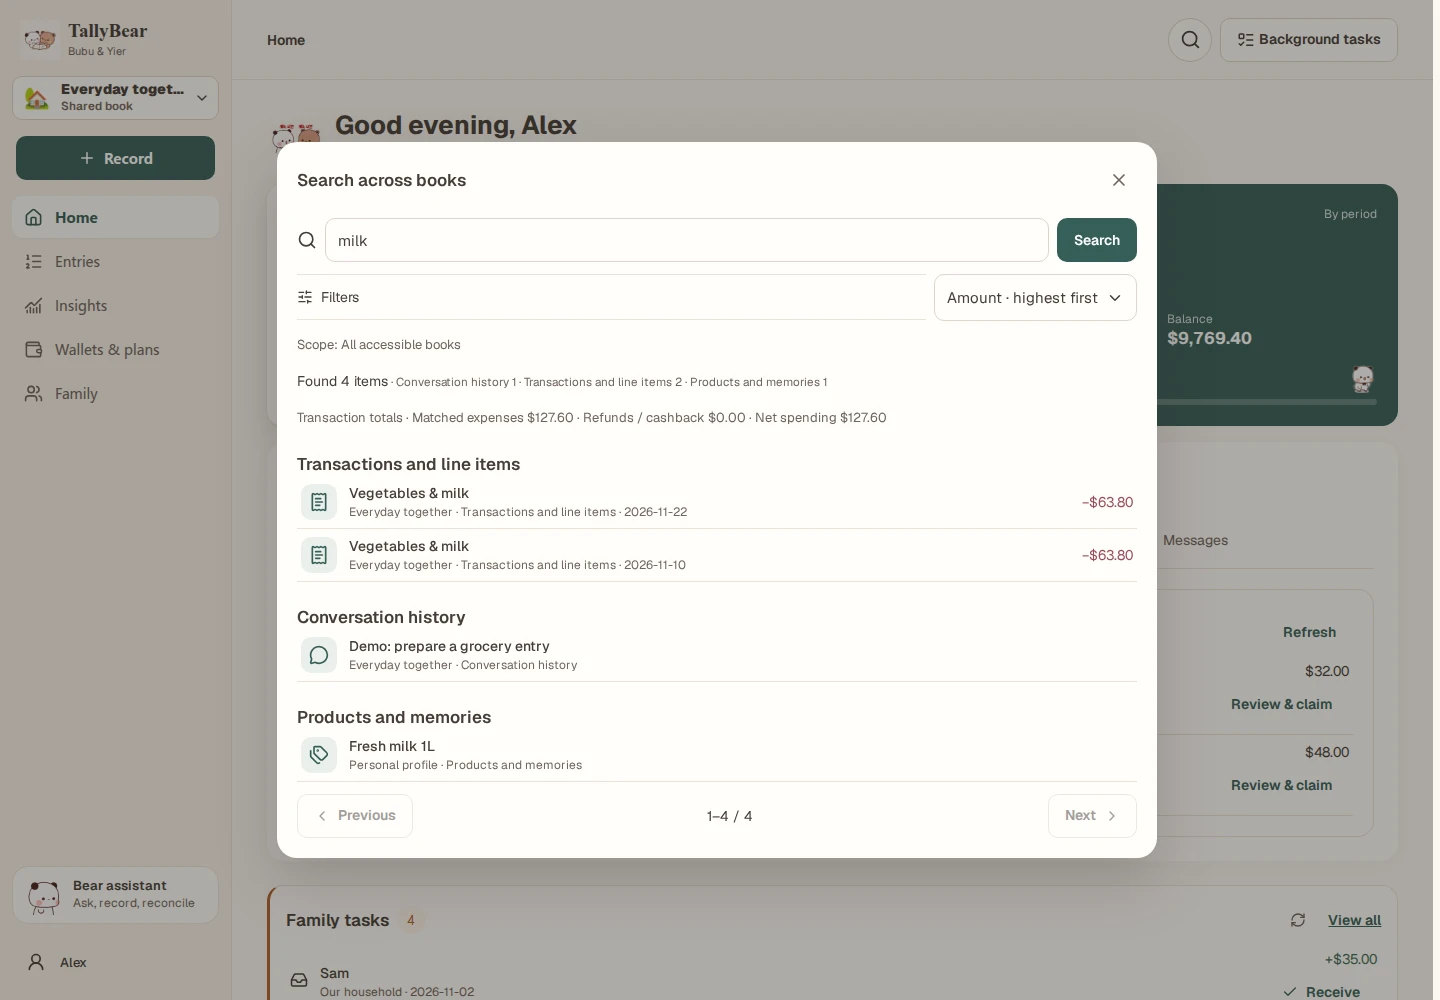 TallyBear
Bubu & Yier
Everyday toget...
Shared book
Record
Home
Entries
Insights
Wallets & plans
Family
Bear assistant
Ask, record, reconcile
Alex
Home
Background tasks
Good evening, Alex
By period
Balance
$9,769.40
Search across books
milk
Search
Filters
Amount · highest first
Scope: All accessible books
Found 4 items · Conversation history 1 · Transactions and line items 2 · Products and memories 1
Transaction totals · Matched expenses $127.60 · Refunds / cashback $0.00 · Net spending $127.60
Transactions and line items
Vegetables & milk
Everyday together · Transactions and line items · 2026-11-22
−$63.80
Vegetables & milk
Everyday together · Transactions and line items · 2026-11-10
−$63.80
Conversation history
Demo: prepare a grocery entry
Everyday together · Conversation history
Products and memories
Fresh milk 1L
Personal profile · Products and memories
Previous
1–4 / 4
Next
Messages
Refresh
$32.00
Review & claim
$48.00
Review & claim
Family tasks
4
View all
Sam
Our household · 2026-11-02
+$35.00
Receive